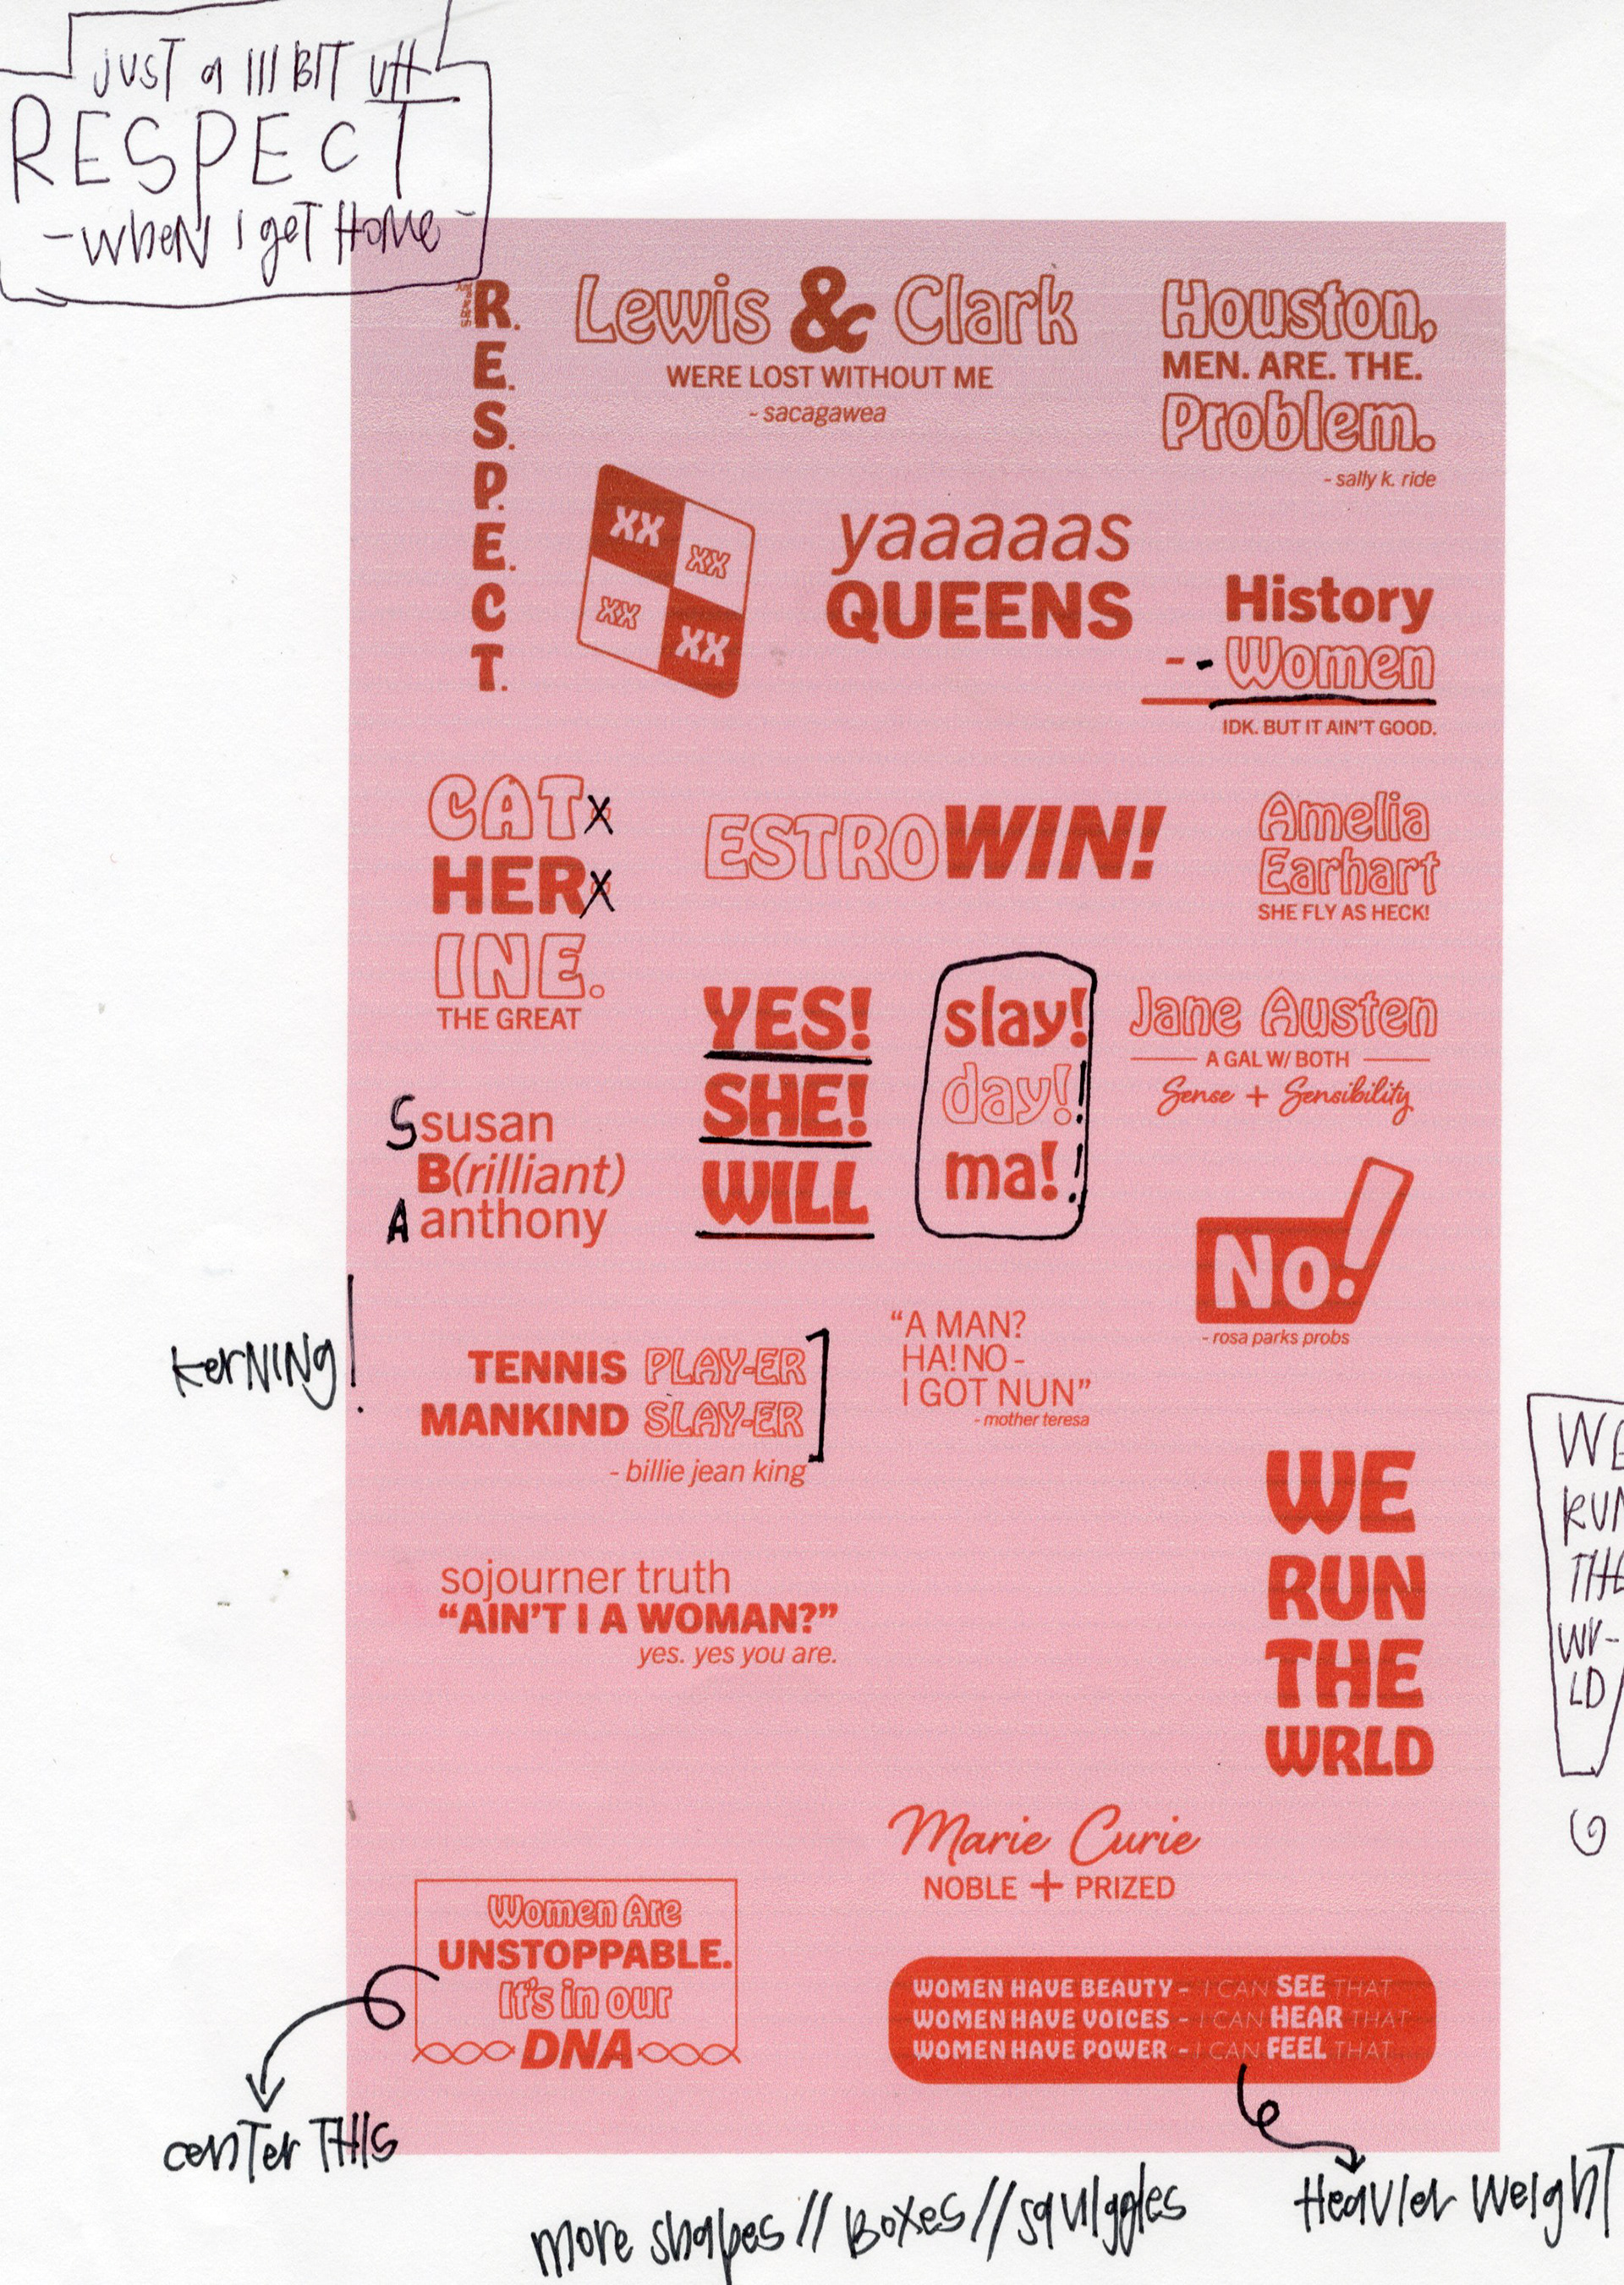 JUST a lil BIT UH
RESPECT
- WHEN I get Home -
R.
E.
S.
P.
E.
C.
T.
Lewis & Clark
WERE LOST WITHOUT ME
- sacagawea
Houston,
MEN. ARE. THE.
Problem.
- sally k. ride
XX
XX
XX
XX
yaaaaas
QUEENS
History
- - Women
IDK. BUT IT AIN'T GOOD.
CAT- X
HER- X
INE.
THE GREAT
ESTROWIN!
Amelia
Earhart
SHE FLY AS HECK!
YES!
SHE!
WILL
slay!
day! !
ma! !
Jane Austen
A GAL W/ BOTH
Sense + Sensibility
S susan
B(rilliant)
A anthony
No!
- rosa parks probs
KerNINg!
TENNIS PLAY-ER
MANKIND SLAY-ER
- billie jean king
“A MAN?
HA! NO -
I GOT NUN”
- mother teresa
WE
RUN
THE
WRLD
WE
RUN
THE
WR-
LD
sojourner truth
“AIN'T I A WOMAN?”
yes. yes you are.
Marie Curie
NOBLE + PRIZED
Women Are
UNSTOPPABLE.
It's in our
DNA
WOMEN HAVE BEAUTY - I CAN SEE THAT
WOMEN HAVE VOICES - I CAN HEAR THAT
WOMEN HAVE POWER - I CAN FEEL THAT
center THIS
Heavier Weight
more shapes // Boxes // squiggles